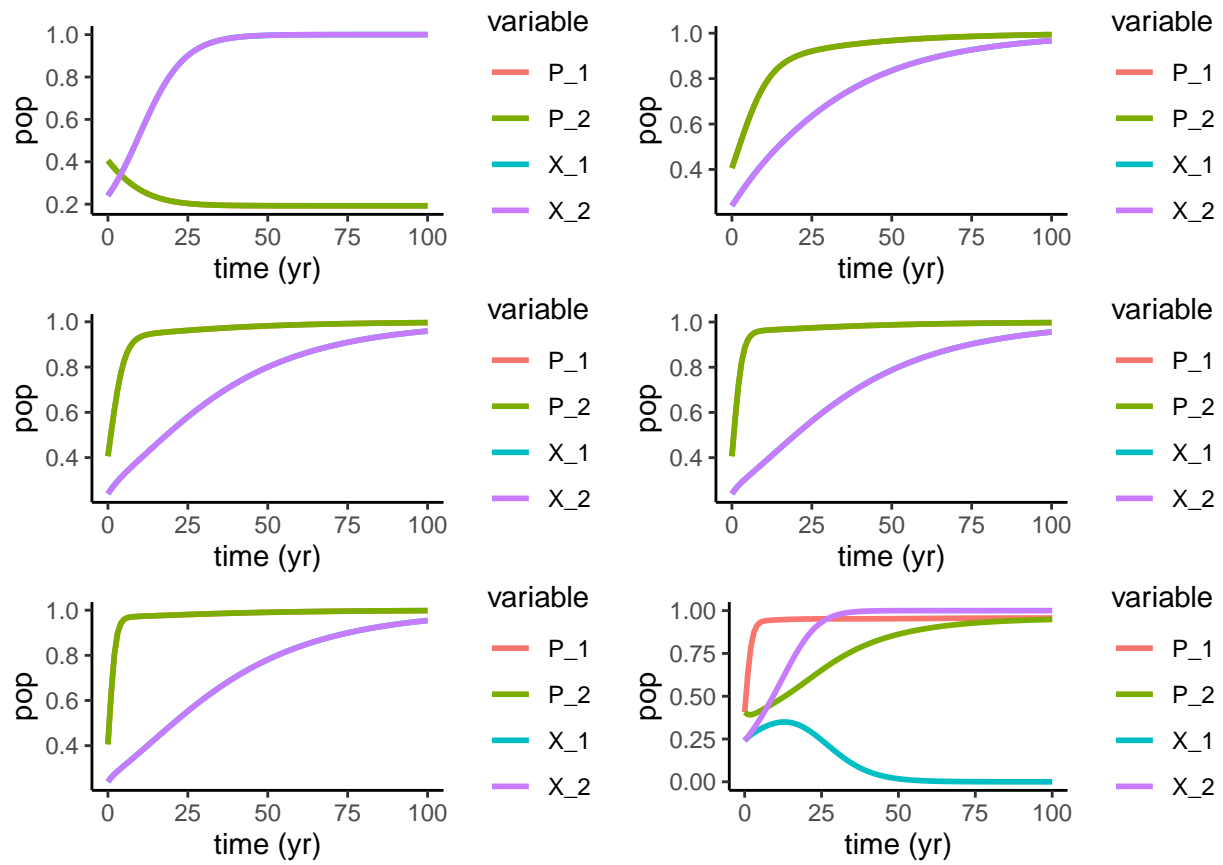 variable
1.0
0.8
0.6
0.4
0.2
pop
P_1
P_2
X_1
X_2
0 25 50 75 100
time (yr)
variable
1.0
0.8
0.6
0.4
pop
P_1
P_2
X_1
X_2
0 25 50 75 100
time (yr)
variable
1.0
0.8
0.6
0.4
pop
P_1
P_2
X_1
X_2
0 25 50 75 100
time (yr)
variable
1.0
0.8
0.6
0.4
pop
P_1
P_2
X_1
X_2
0 25 50 75 100
time (yr)
variable
1.0
0.8
0.6
0.4
pop
P_1
P_2
X_1
X_2
0 25 50 75 100
time (yr)
variable
1.00
0.75
0.50
0.25
0.00
pop
P_1
P_2
X_1
X_2
0 25 50 75 100
time (yr)